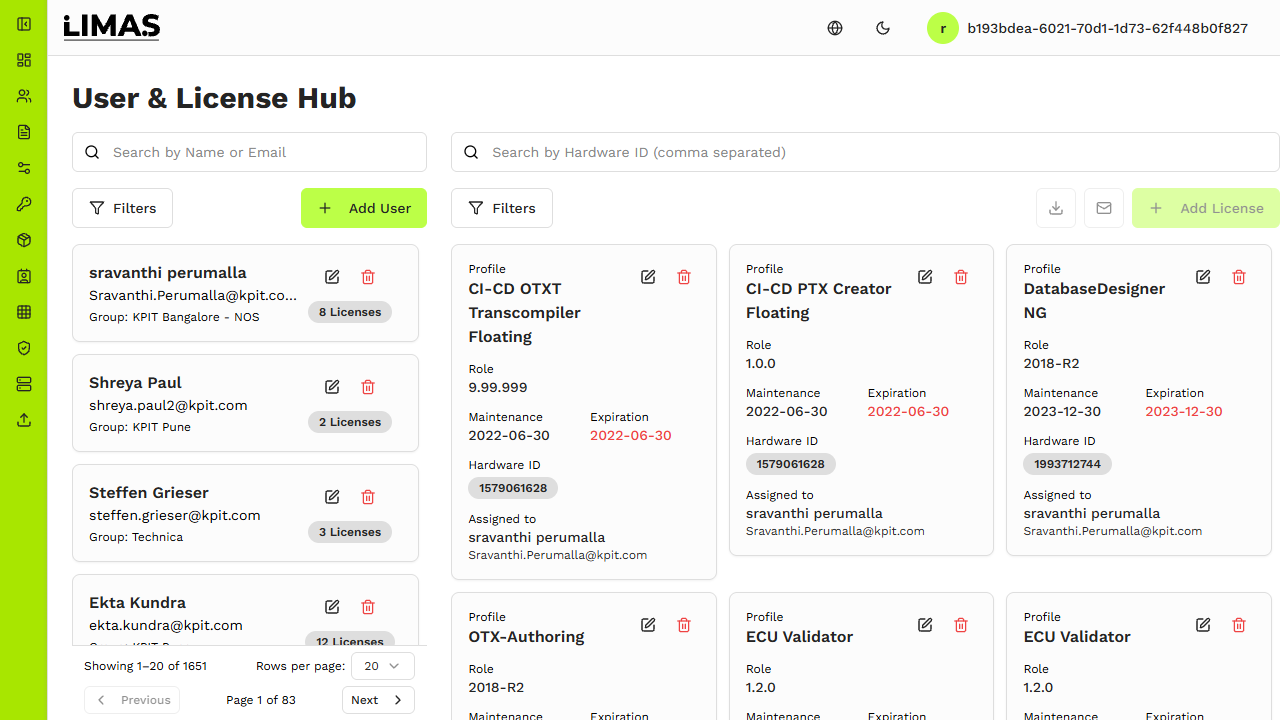 LIMAS
r
b193bdea-6021-70d1-1d73-62f448b0f827
User & License Hub
Search by Name or Email
Search by Hardware ID (comma separated)
Filters
Add User
Filters
Add License
sravanthi perumalla
Sravanthi.Perumalla@kpit.co...
Group: KPIT Bangalore - NOS
8 Licenses
Shreya Paul
shreya.paul2@kpit.com
Group: KPIT Pune
2 Licenses
Steffen Grieser
steffen.grieser@kpit.com
Group: Technica
3 Licenses
Ekta Kundra
ekta.kundra@kpit.com
12 Licenses
Showing 1–20 of 1651
Rows per page:
20
Previous
Page 1 of 83
Next
Profile
CI-CD OTXT
Transcompiler
Floating
Role
9.99.999
Maintenance
Expiration
2022-06-30
2022-06-30
Hardware ID
1579061628
Assigned to
sravanthi perumalla
Sravanthi.Perumalla@kpit.com
Profile
CI-CD PTX Creator
Floating
Role
1.0.0
Maintenance
Expiration
2022-06-30
2022-06-30
Hardware ID
1579061628
Assigned to
sravanthi perumalla
Sravanthi.Perumalla@kpit.com
Profile
DatabaseDesigner
NG
Role
2018-R2
Maintenance
Expiration
2023-12-30
2023-12-30
Hardware ID
1993712744
Assigned to
sravanthi perumalla
Sravanthi.Perumalla@kpit.com
Profile
OTX-Authoring
Role
2018-R2
Maintenance
Expiration
Profile
ECU Validator
Role
1.2.0
Maintenance
Expiration
Profile
ECU Validator
Role
1.2.0
Maintenance
Expiration